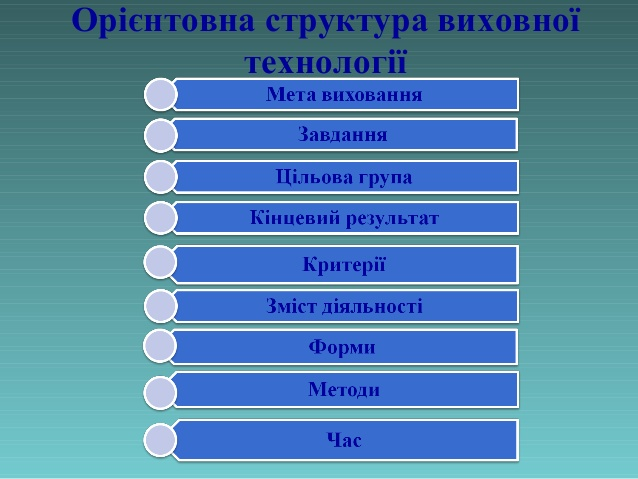 Орієнтовна структура виховної
технології
Мета виховання
Завдання
Цільова група
Кінцевий результат
Критерії
Зміст діяльності
Форми
Методи
Час